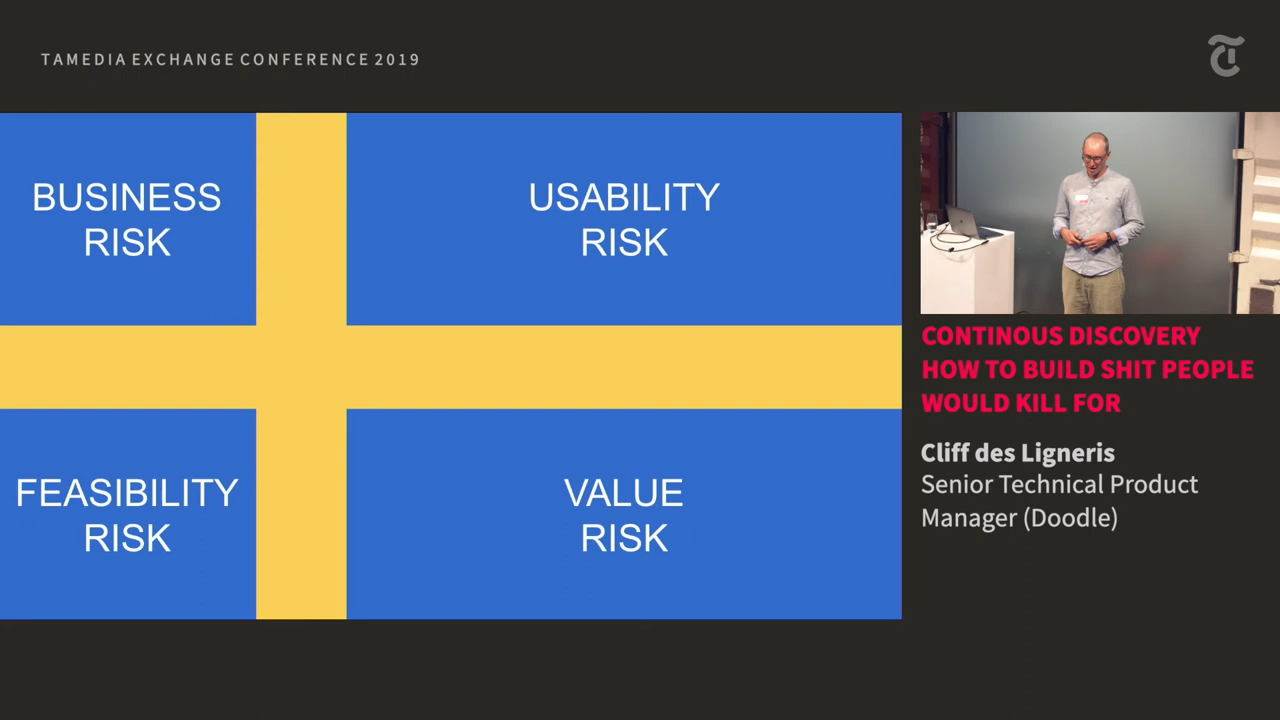 TAMEDIA EXCHANGE CONFERENCE 2019
BUSINESS
RISK
USABILITY
RISK
FEASIBILITY
RISK
VALUE
RISK
CONTINOUS DISCOVERY
HOW TO BUILD SHIT PEOPLE
WOULD KILL FOR
Cliff des Ligneris
Senior Technical Product
Manager (Doodle)